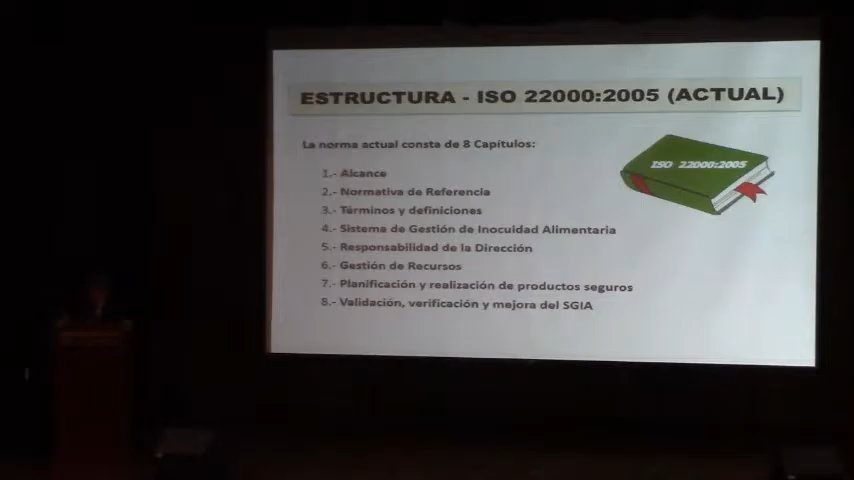 ESTRUCTURA - ISO 22000:2005 (ACTUAL)
La norma actual consta de 8 Capítulos:
ISO 22000:2005
1.- Alcance
2.- Normativa de Referencia
3.- Términos y definiciones
4.- Sistema de Gestión de Inocuidad Alimentaria
5.- Responsabilidad de la Dirección
6.- Gestión de Recursos
7.- Planificación y realización de productos seguros
8.- Validación, verificación y mejora del SGIA